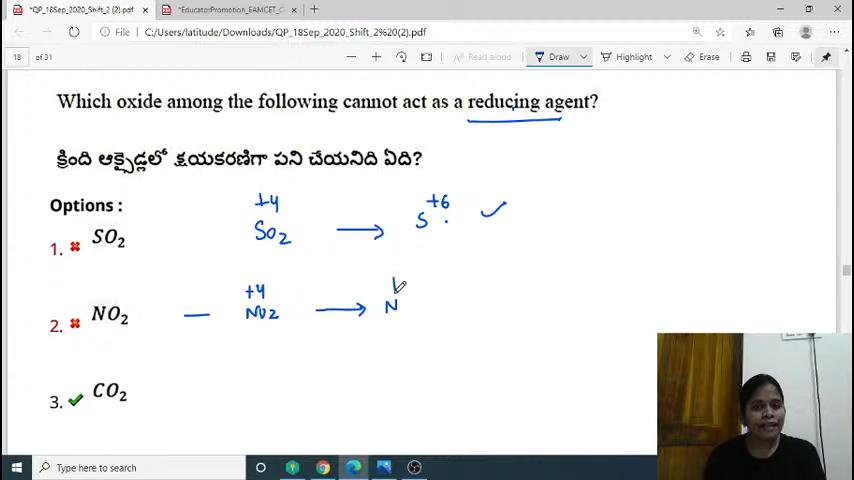 *QP_18Sep_2020_Shift_2 (2).pdf
*EducatorPromotion_EAMCET_C
File C:/Users/latitude/Downloads/QP_18Sep_2020_Shift_2%20(2).pdf
18 of 31
Read aloud
Draw
Highlight
Erase
Which oxide among the following cannot act as a reducing agent?
క్రింది ఆక్సైడ్లలో క్షయకరణిగా పని చేయనిది ఏది?
Options :
+4 +6
SO2 → S
1. SO2
+4
2. NO2 — NO2 → N
3. CO2
Type here to search